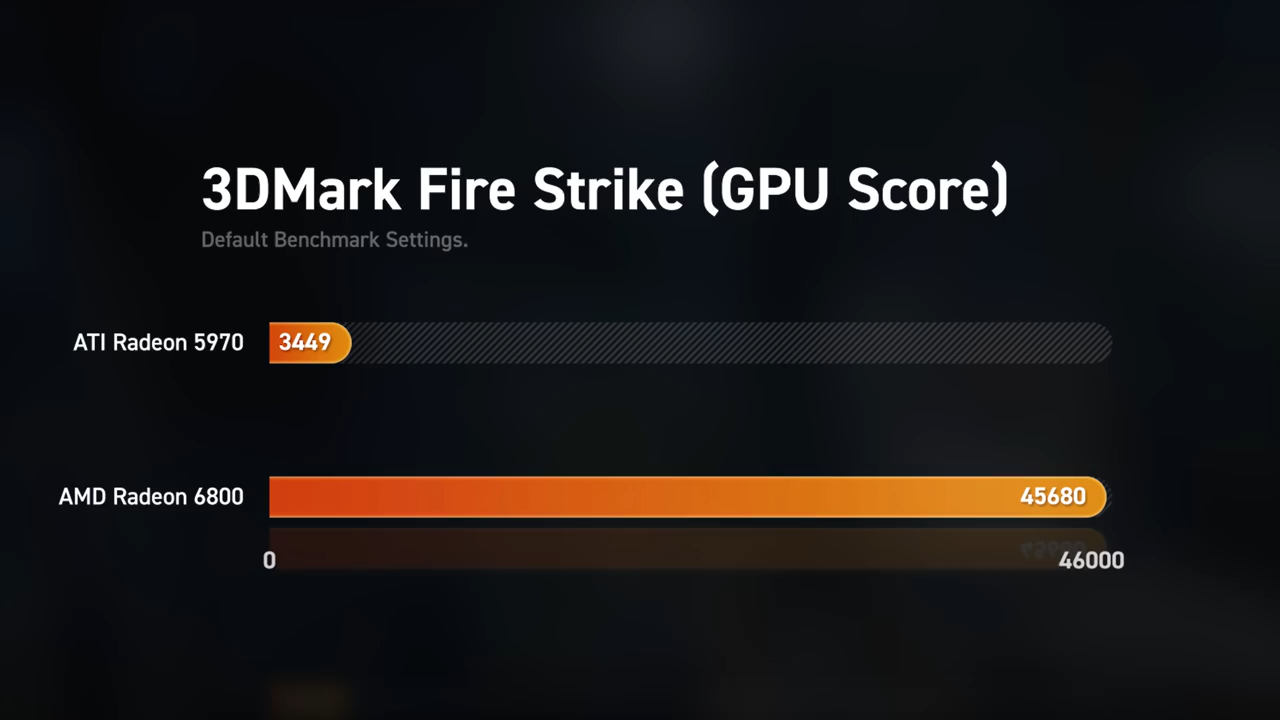 3DMark Fire Strike (GPU Score)
Default Benchmark Settings.
ATI Radeon 5970 3449
AMD Radeon 6800 45680
0 46000